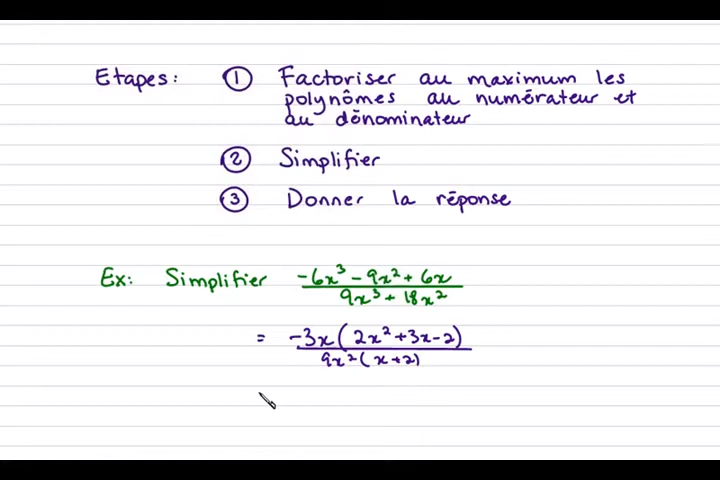 Etapes: ① Factoriser au maximum les
polynômes au numérateur et
au dénominateur
② Simplifier
③ Donner la réponse
Ex: Simplifier (-6x³ - 9x² + 6x)/(9x³ + 18x²)
= (-3x(2x² + 3x - 2))/(9x²(x + 2))